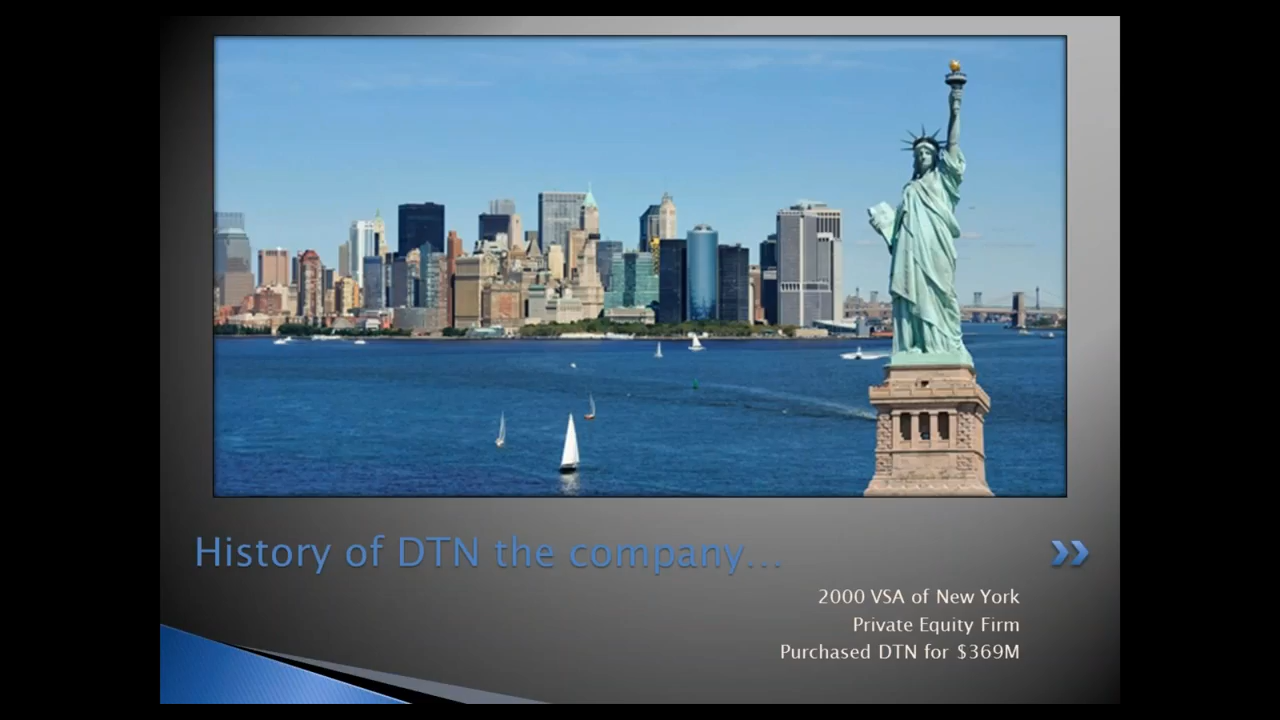 History of DTN the company...
2000 VSA of New York
Private Equity Firm
Purchased DTN for $369M